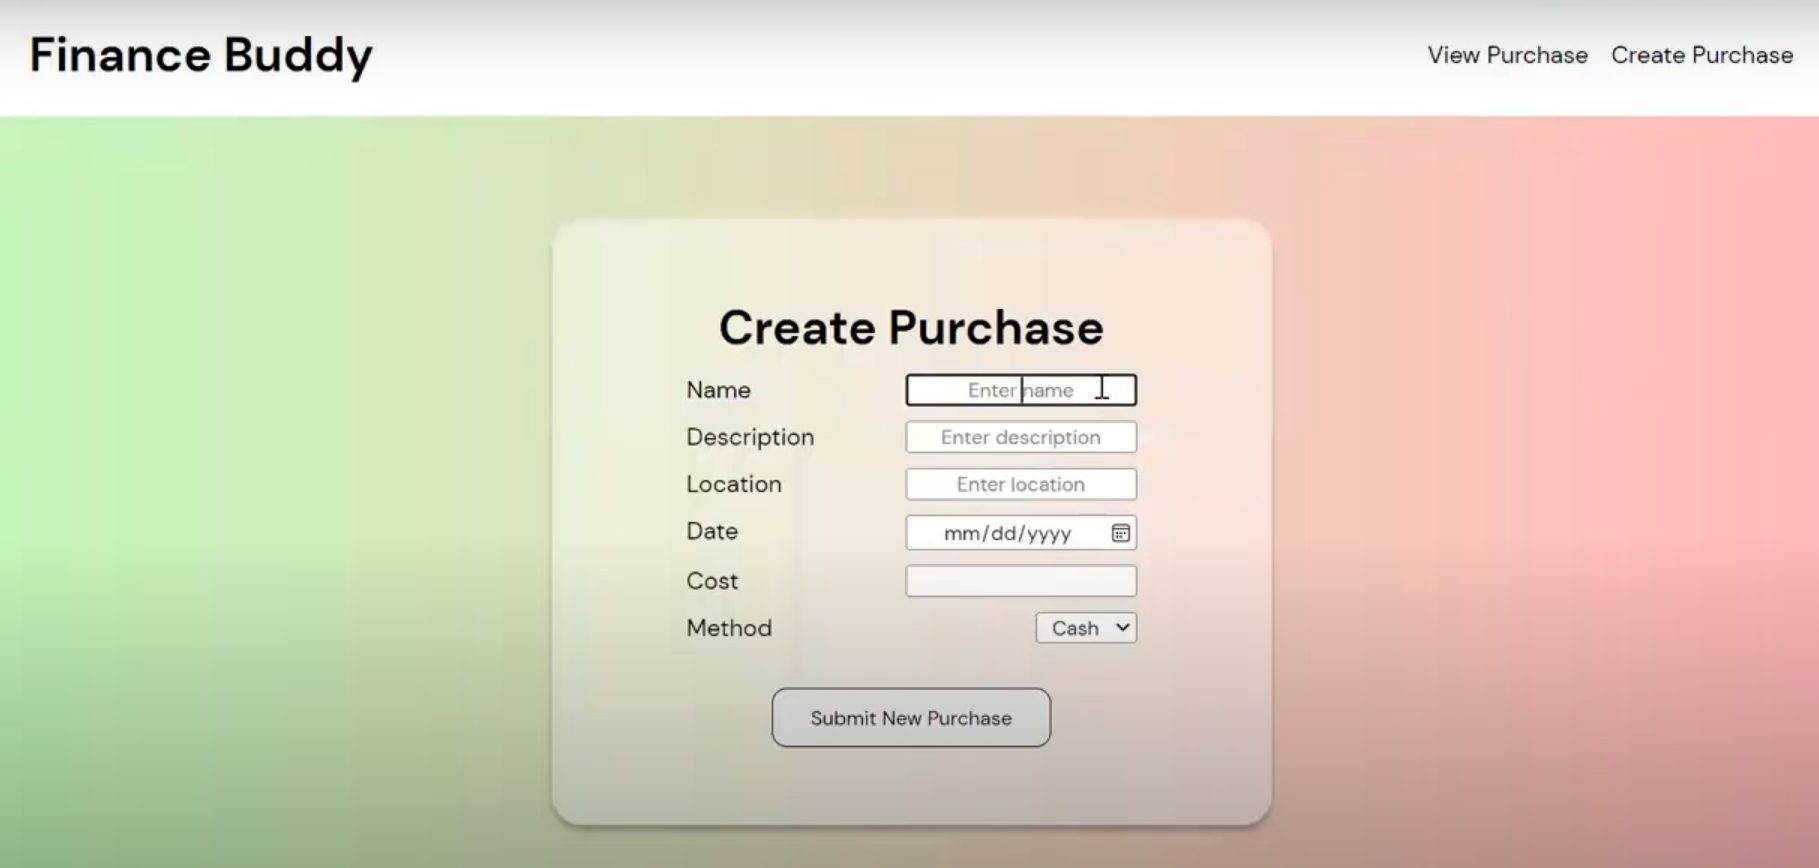 Finance Buddy
View Purchase Create Purchase
Create Purchase
Name Enter name
Description Enter description
Location Enter location
Date mm/dd/yyyy
Cost
Method Cash
Submit New Purchase